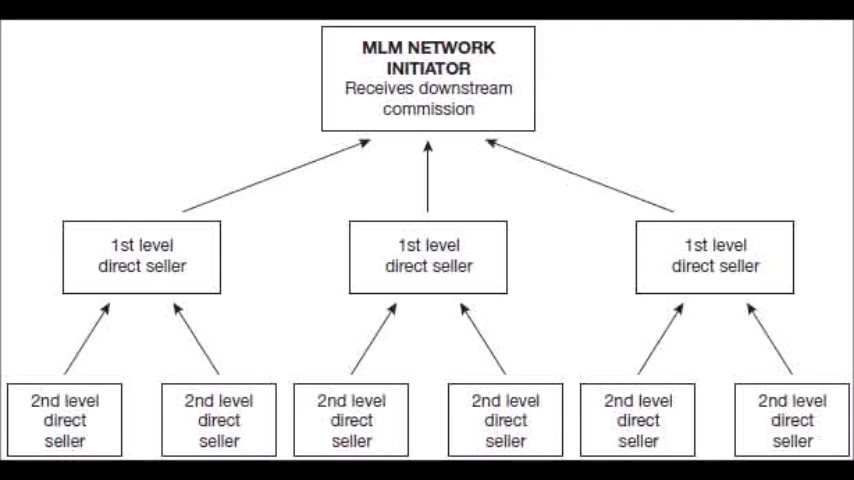 MLM NETWORK
INITIATOR
Receives downstream
commission
1st level
direct seller
1st level
direct seller
1st level
direct seller
2nd level
direct
seller
2nd level
direct
seller
2nd level
direct
seller
2nd level
direct
seller
2nd level
direct
seller
2nd level
direct
seller